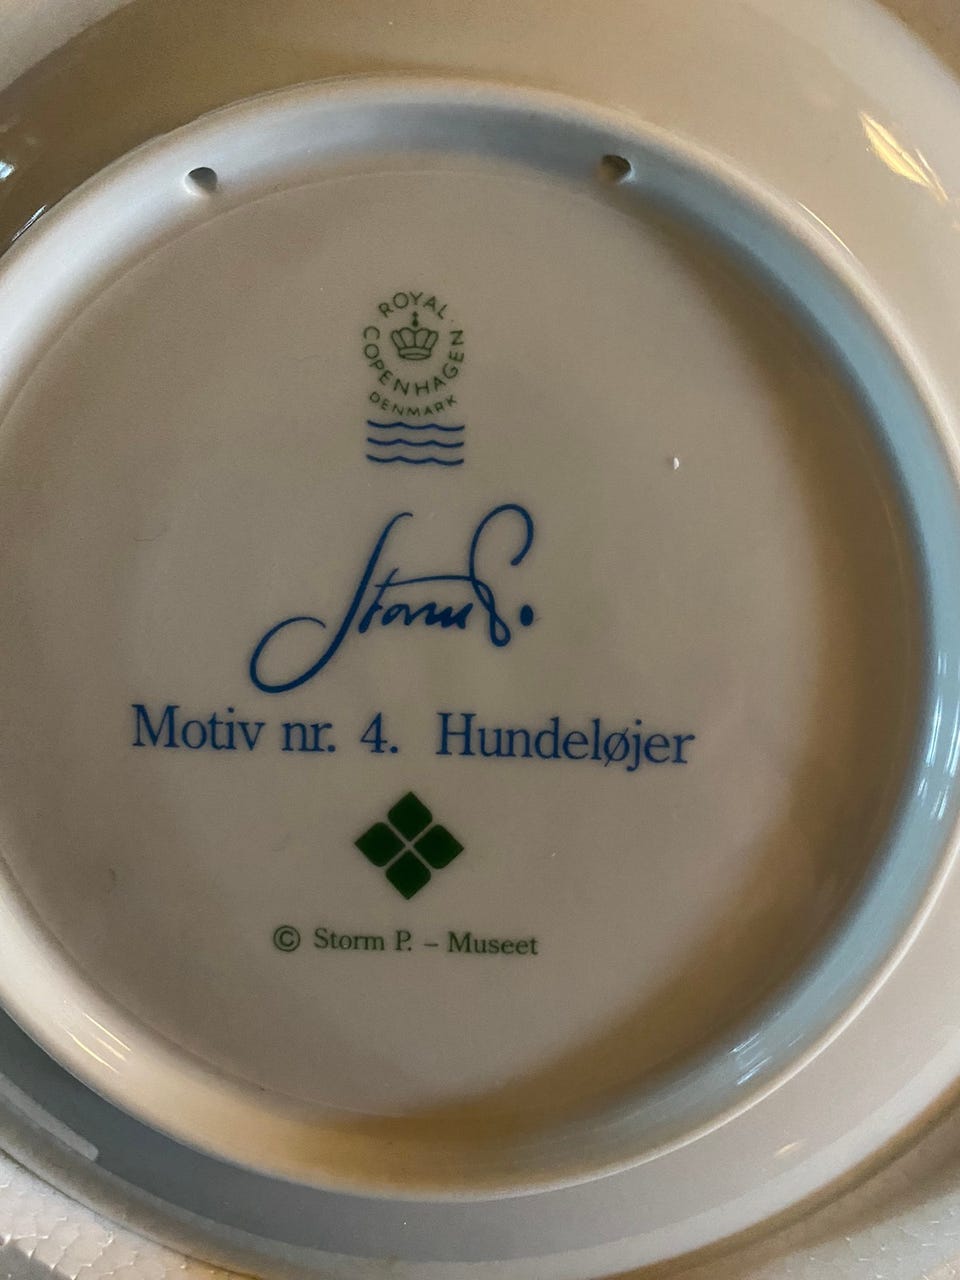 ROYAL COPENHAGEN
DENMARK
Storm P.
Motiv nr. 4. Hundeløjer
© Storm P. – Museet